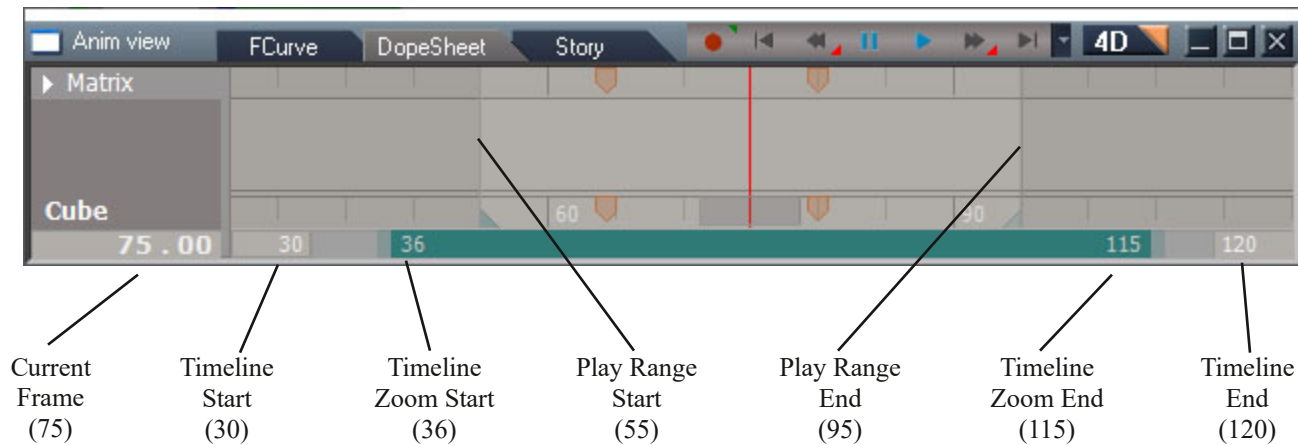 Anim view FCurve DopeSheet Story 4D
Matrix
60 90
Cube
75.00 30 36 115 120
Current
Frame
(75)
Timeline
Start
(30)
Timeline
Zoom Start
(36)
Play Range
Start
(55)
Play Range
End
(95)
Timeline
Zoom End
(115)
Timeline
End
(120)